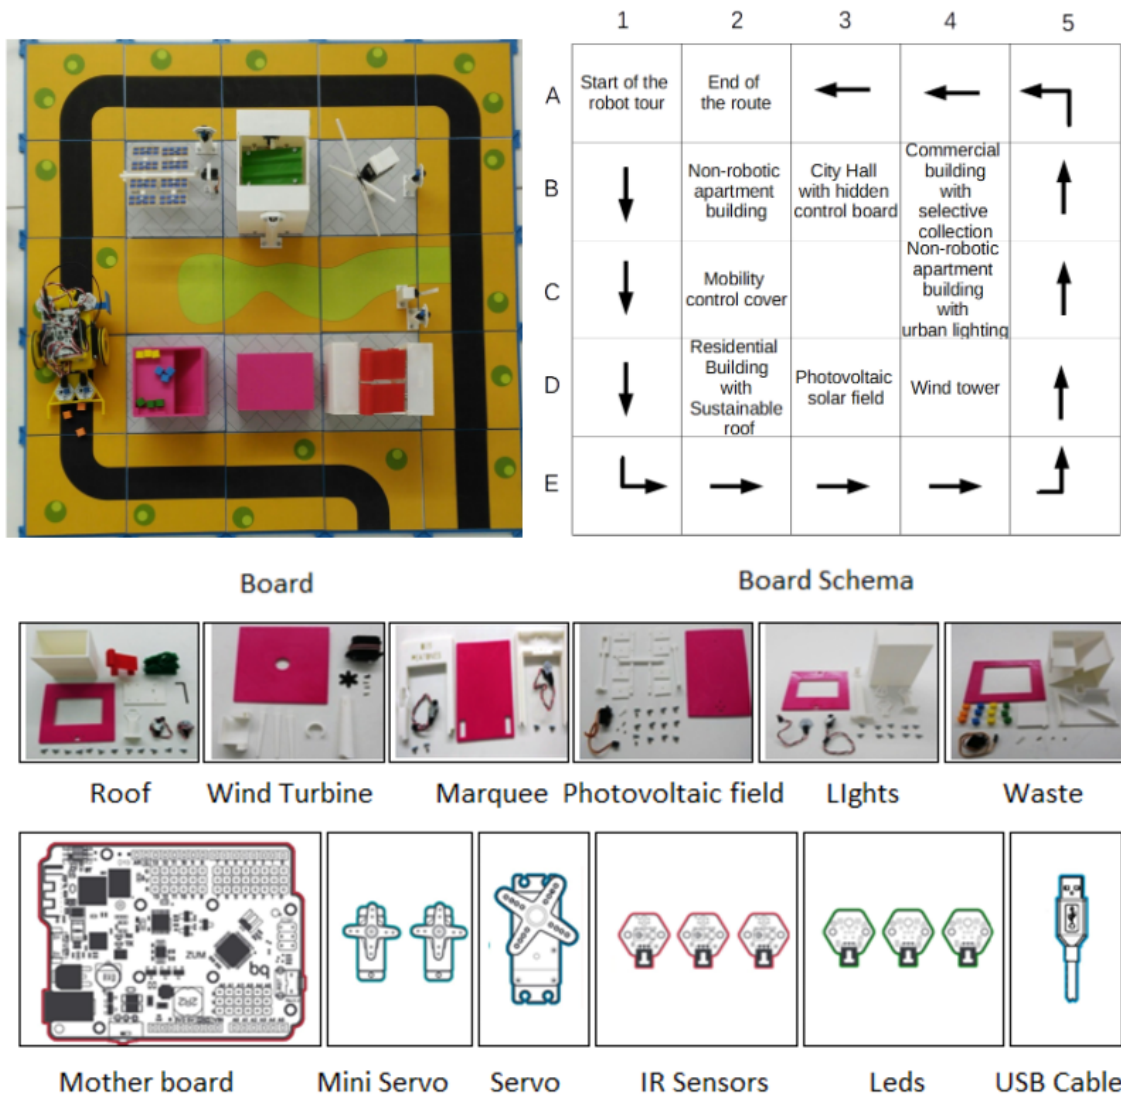 1 2 3 4 5
A
Start of the
robot tour
End of
the route
B
Non-robotic
apartment
building
City Hall
with hidden
control board
Commercial
building
with
selective
collection
C
Mobility
control cover
Non-robotic
apartment
building
with
urban lighting
D
Residential
Building
with
Sustainable
roof
Photovoltaic
solar field
Wind tower
E
Board
Board Schema
Roof
Wind Turbine
Marquee
Photovoltaic field
LIghts
Waste
ZUM
bq
Mother board
Mini Servo
Servo
IR Sensors
Leds
USB Cable